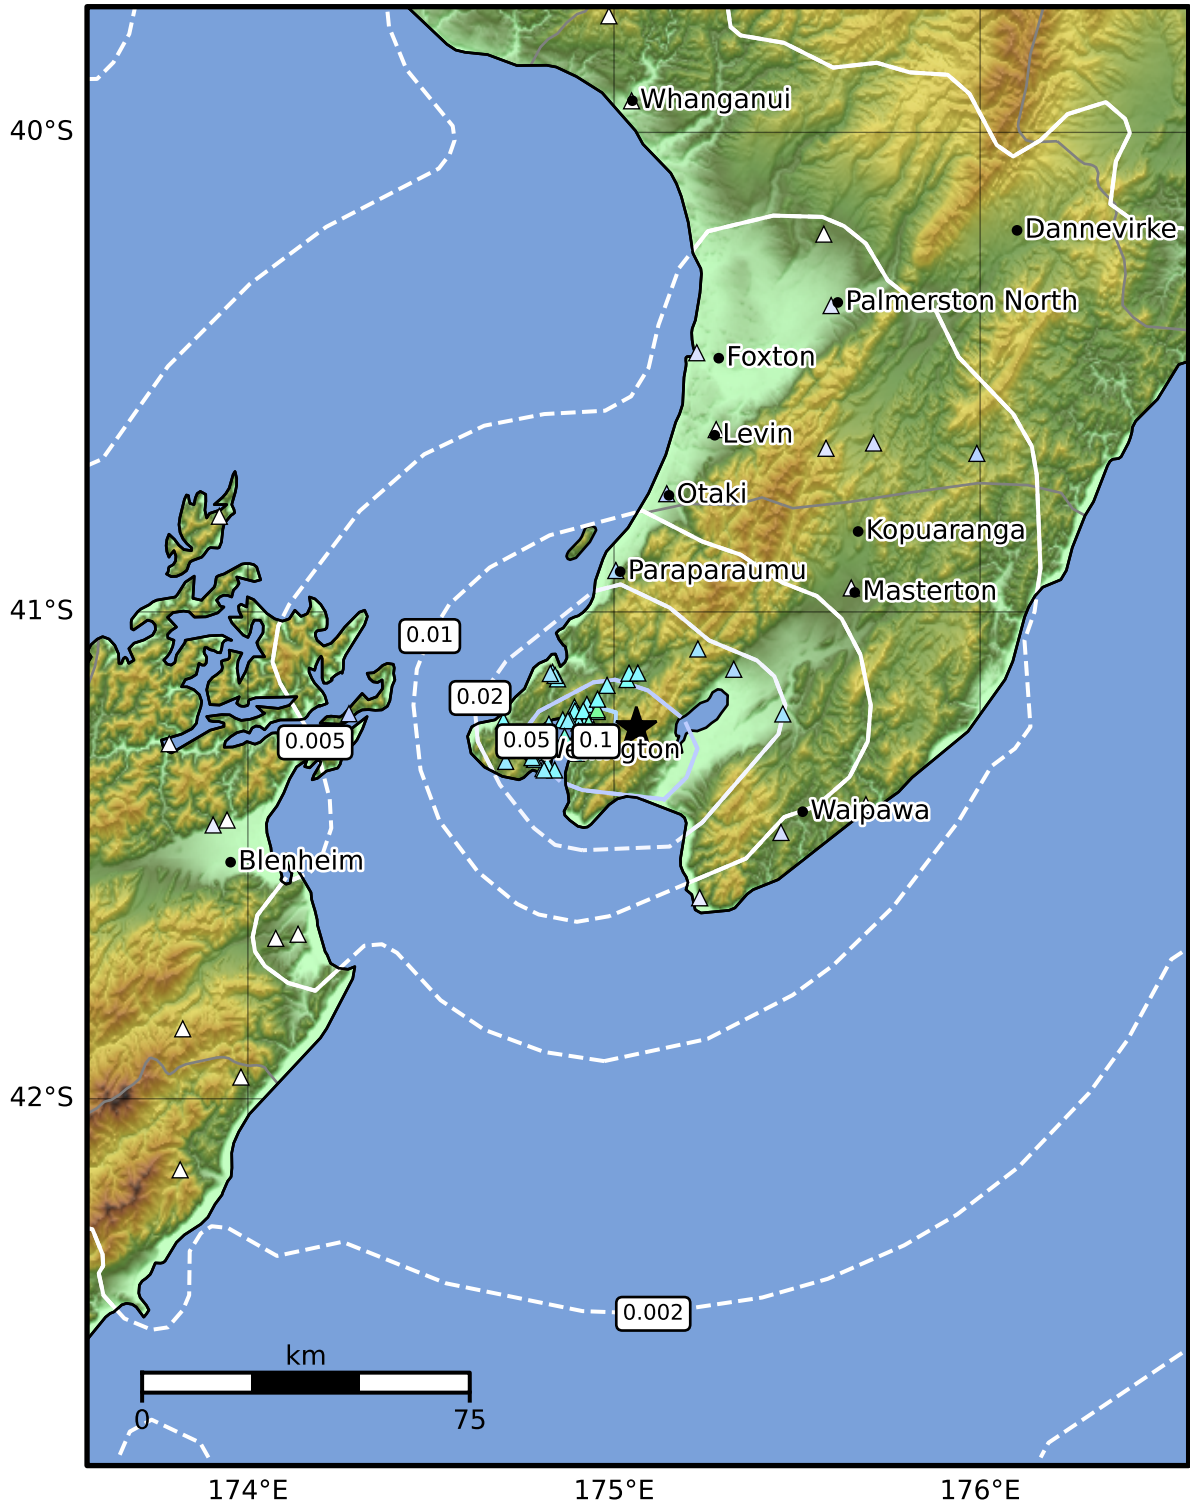 Whanganui
40°S
Dannevirke
Palmerston North
Foxton
Levin
Otaki
Kopuaranga
Paraparaumu
Masterton
41°S
0.01
0.02
0.005
0.05
0.1
Wellington
Waipawa
Blenheim
42°S
0.002
km
0
75
174°E
175°E
176°E